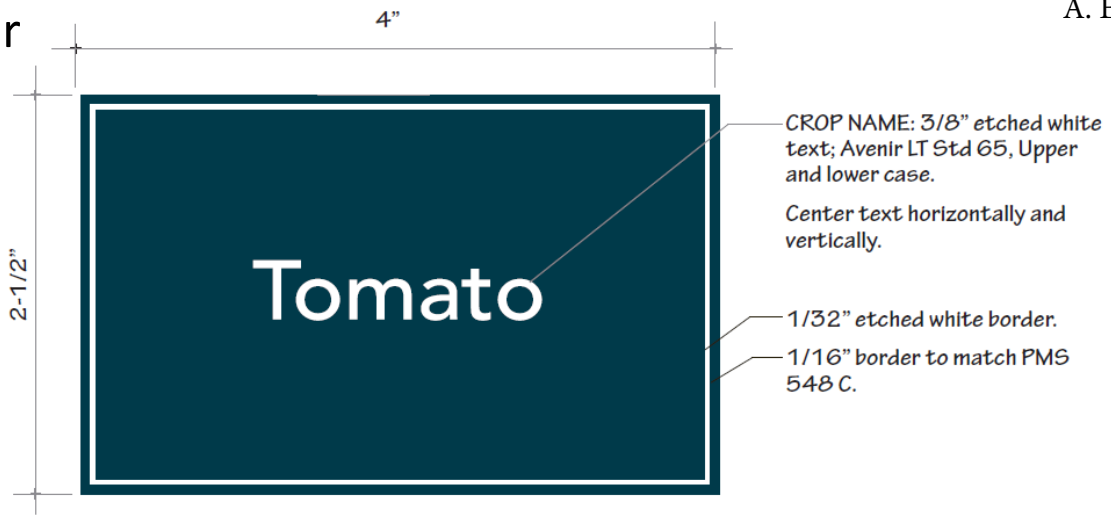 r
4”
A. E
CROP NAME: 3/8” etched white
text; Avenir LT Std 65, Upper
and lower case.
Center text horizontally and
vertically.
2-1/2”
Tomato
1/32” etched white border.
1/16” border to match PMS
548 C.